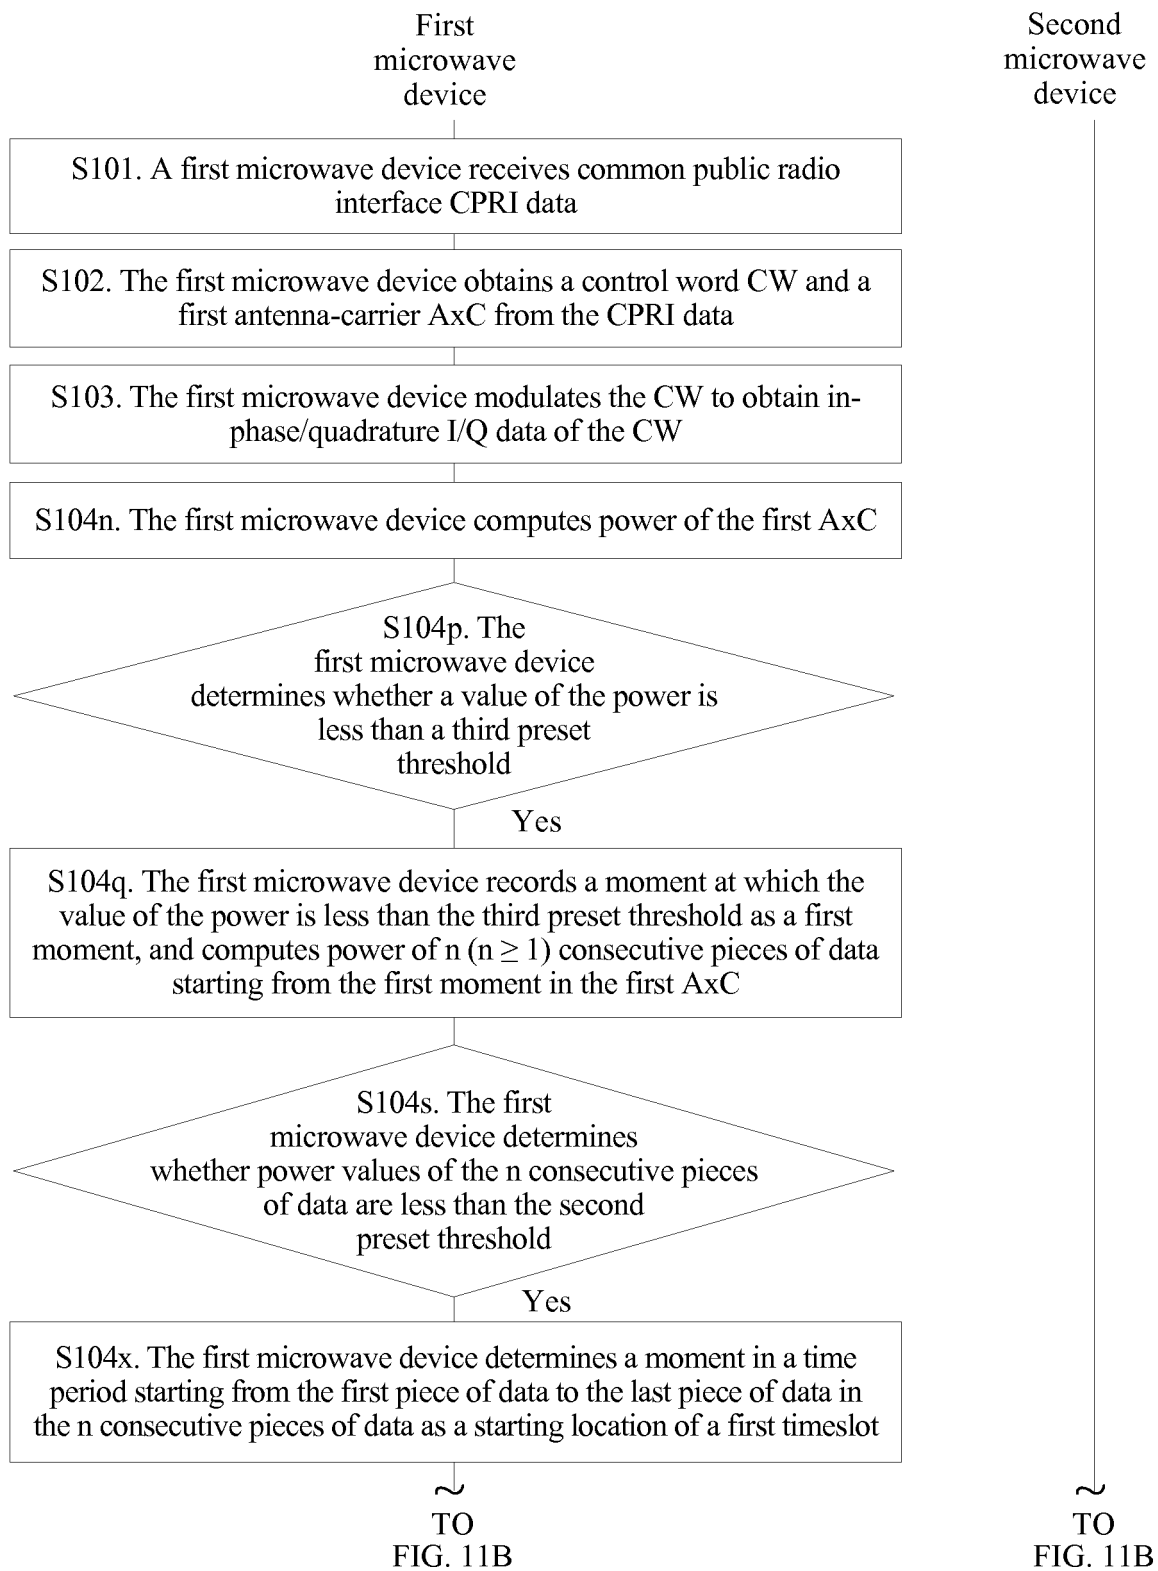 First
microwave
device
Second
microwave
device
S101. A first microwave device receives common public radio
interface CPRI data
S102. The first microwave device obtains a control word CW and a
first antenna-carrier AxC from the CPRI data
S103. The first microwave device modulates the CW to obtain in-
phase/quadrature I/Q data of the CW
S104n. The first microwave device computes power of the first AxC
S104p. The
first microwave device
determines whether a value of the power is
less than a third preset
threshold
Yes
S104q. The first microwave device records a moment at which the
value of the power is less than the third preset threshold as a first
moment, and computes power of n (n ≥ 1) consecutive pieces of data
starting from the first moment in the first AxC
S104s. The first
microwave device determines
whether power values of the n consecutive pieces
of data are less than the second
preset threshold
Yes
S104x. The first microwave device determines a moment in a time
period starting from the first piece of data to the last piece of data in
the n consecutive pieces of data as a starting location of a first timeslot
TO
FIG. 11B
TO
FIG. 11B